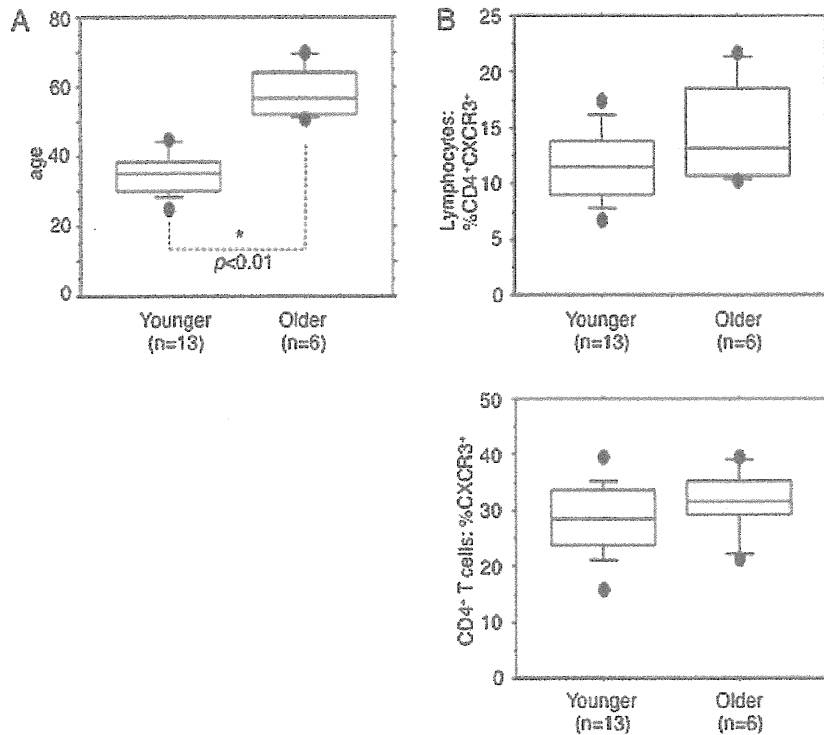 A
80
60
40
20
0
age
*
p<0.01
Younger
(n=13)
Older
(n=6)
B
25
20
15
10
5
0
Lymphocytes:
%CD4⁺CXCR3⁺
Younger
(n=13)
Older
(n=6)
50
40
30
20
10
0
CD4⁺ T cells: %CXCR3⁺
Younger
(n=13)
Older
(n=6)